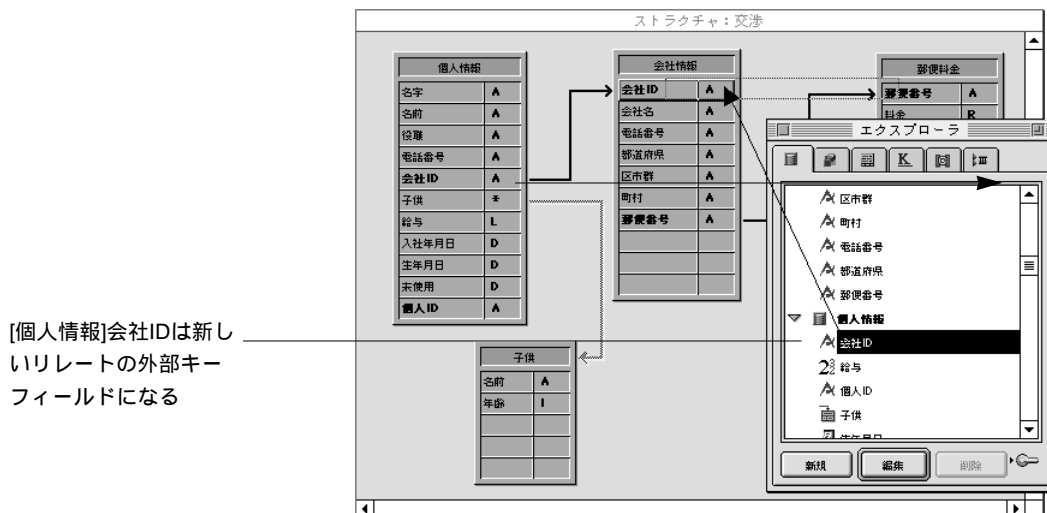 ストラクチャ：交渉
個人情報
名字 A
名前 A
役職 A
電話番号 A
会社ID A
子供 *
給与 L
入社年月日 D
生年月日 D
未使用 D
個人ID A
会社情報
会社ID A
会社名 A
電話番号 A
都道府県 A
区市群 A
町村 A
郵便番号 A
郵便料金
郵便番号 A
料金 R
子供
名前 A
年齢 I
エクスプローラ
K
区市群
町村
電話番号
都道府県
郵便番号
個人情報
会社ID
給与
個人ID
子供
生年月日
新規
編集
削除
[個人情報]会社IDは新し
いリレートの外部キー
フィールドになる